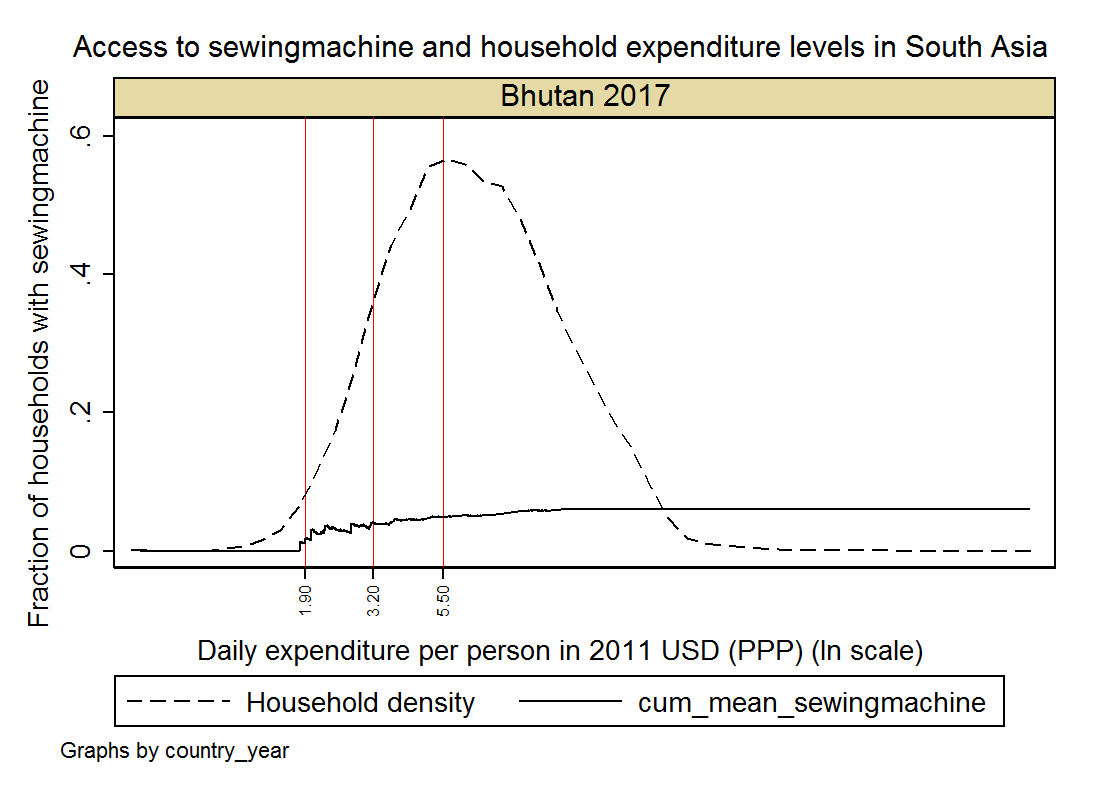 Access to sewingmachine and household expenditure levels in South Asia
Bhutan 2017
Fraction of households with sewingmachine
.6
.4
.2
0
1.90
3.20
5.50
Daily expenditure per person in 2011 USD (PPP) (ln scale)
Household density
cum_mean_sewingmachine
Graphs by country_year